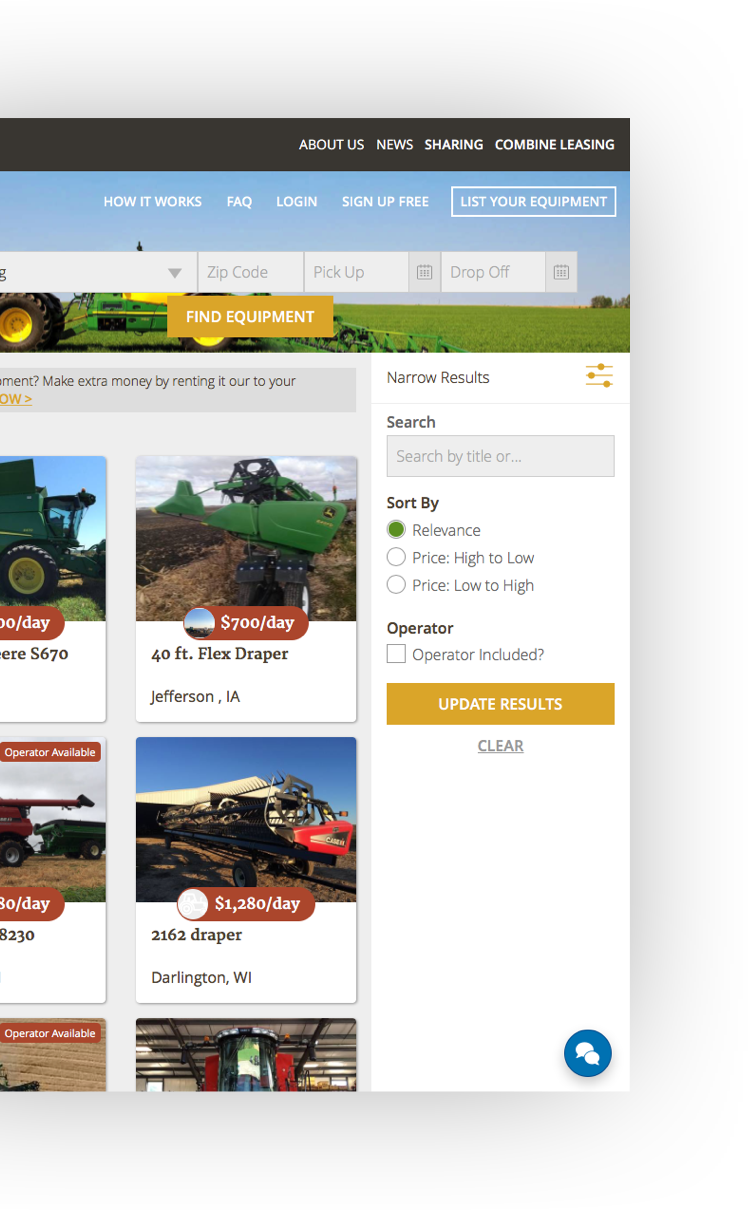 ABOUT US NEWS SHARING COMBINE LEASING
HOW IT WORKS FAQ LOGIN SIGN UP FREE LIST YOUR EQUIPMENT
g Zip Code Pick Up Drop Off
FIND EQUIPMENT
pment? Make extra money by renting it our to your
OW >
Narrow Results
Search
Search by title or...
Sort By
Relevance
Price: High to Low
Price: Low to High
Operator
Operator Included?
UPDATE RESULTS
CLEAR
00/day
eere S670
$700/day
40 ft. Flex Draper
Jefferson , IA
Operator Available
80/day
8230
$1,280/day
2162 draper
Darlington, WI
Operator Available